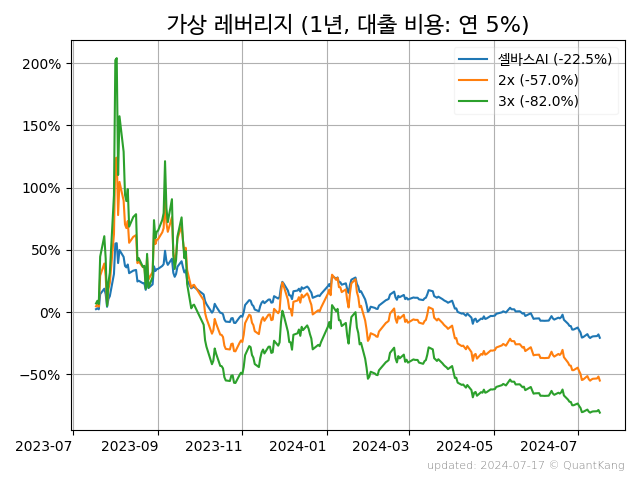 가상 레버리지 (1년, 대출 비용: 연 5%)
셀바스AI (-22.5%)
2x (-57.0%)
3x (-82.0%)
200%
150%
100%
50%
0%
−50%
2023-07 2023-09 2023-11 2024-01 2024-03 2024-05 2024-07
updated: 2024-07-17 © QuantKang